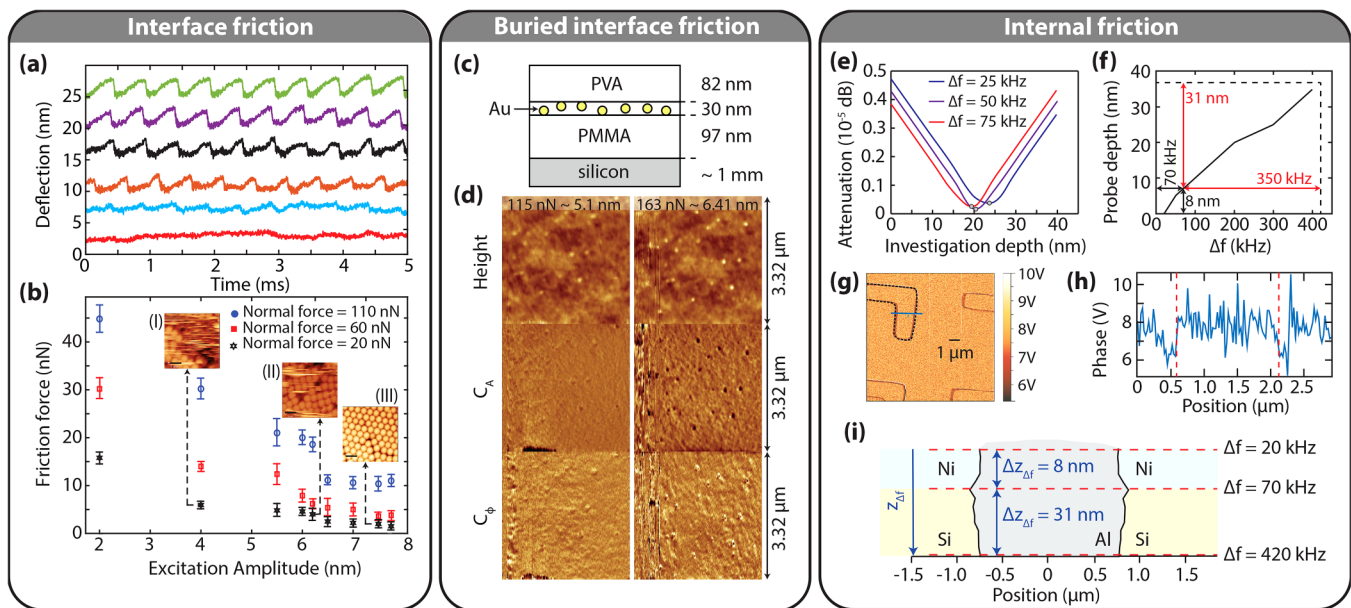 Interface friction
(a)
Deflection (nm)
25
20
15
10
5
0
0 1 2 3 4 5
Time (ms)
(b)
Friction force (nN)
50
40
30
20
10
0
(I)
(II)
(III)
Normal force = 110 nN
Normal force = 60 nN
Normal force = 20 nN
2 3 4 5 6 7 8
Excitation Amplitude (nm)
Buried interface friction
(c)
PVA 82 nm
Au 30 nm
PMMA 97 nm
silicon ~ 1 mm
(d)
115 nN ~ 5.1 nm 163 nN ~ 6.41 nm
Height 3.32 μm
C_A 3.32 μm
C_ϕ 3.32 μm
Internal friction
(e)
Attenuation (10⁻⁵ dB)
0.5
0.4
0.3
0.2
0.1
0
Δf = 25 kHz
Δf = 50 kHz
Δf = 75 kHz
0 10 20 30 40 50
Investigation depth (nm)
(f)
Probe depth (nm)
40
30
20
10
0
31 nm
70 kHz
350 kHz
8 nm
0 100 200 300 400
Δf (kHz)
(g)
1 μm
10V
9V
8V
7V
6V
(h)
Phase (V)
10
8
6
0 0.5 1.0 1.5 2.0 2.5
Position (μm)
(i)
Δf = 20 kHz
Ni Δz_Δf = 8 nm Ni
Δf = 70 kHz
z_Δf
Δz_Δf = 31 nm
Si Al Si
Δf = 420 kHz
-1.5 -1.0 -0.5 0 0.5 1.0 1.5
Position (μm)